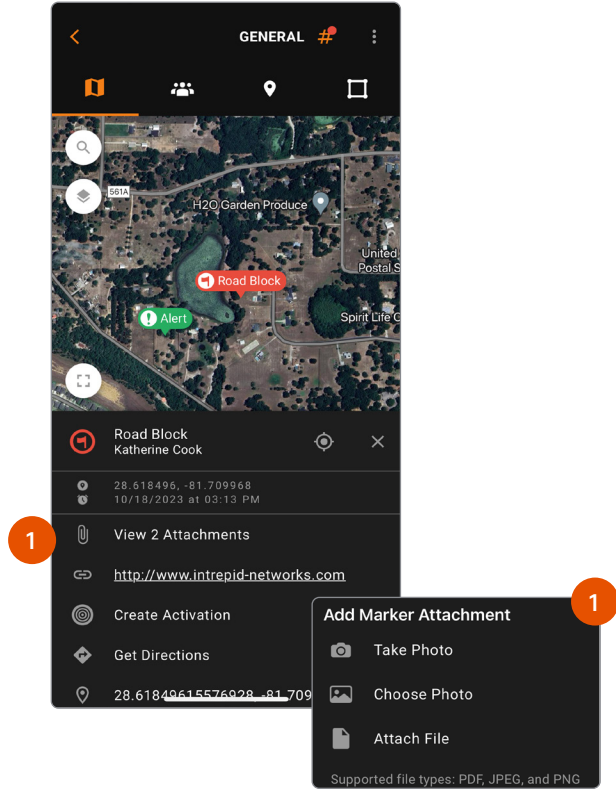 GENERAL #
561A
H2O Garden Produce
United
Postal S
Road Block
Alert
Spirit Life C
Road Block
Katherine Cook
28.618496, -81.709968
10/18/2023 at 03:13 PM
1
View 2 Attachments
http://www.intrepid-networks.com
Create Activation
Get Directions
28.61849615576928, -81.709
1
Add Marker Attachment
Take Photo
Choose Photo
Attach File
Supported file types: PDF, JPEG, and PNG